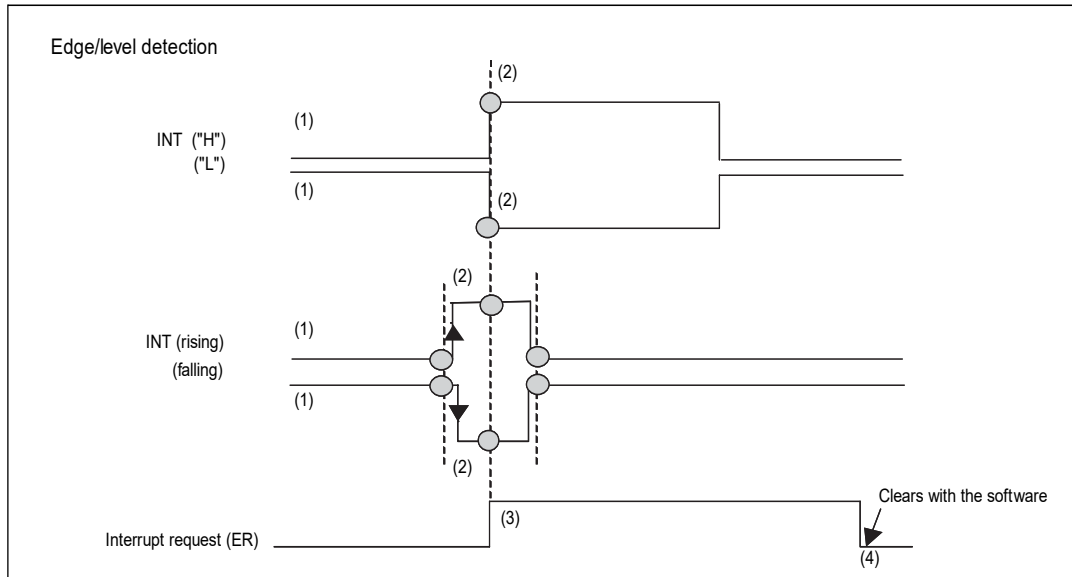 Edge/level detection
(2)
(1)
INT ("H")
("L")
(1)
(2)
(2)
(1)
INT (rising)
(falling)
(1)
(2)
Clears with the software
(3)
Interrupt request (ER)
(4)